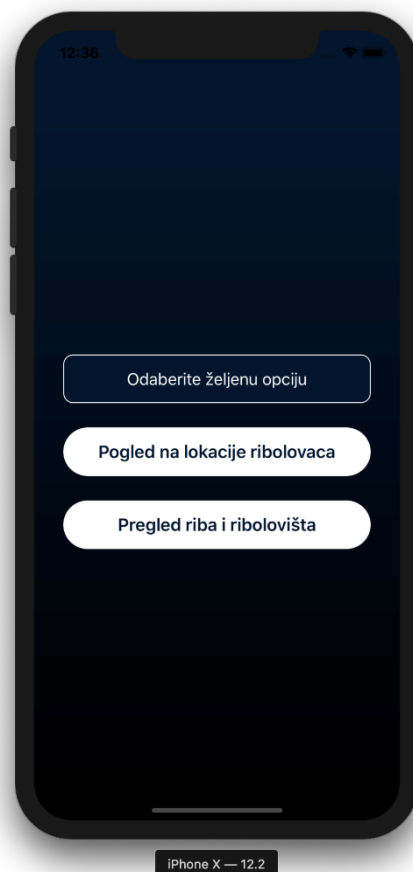 12:36
Odaberite željenu opciju
Pogled na lokacije ribolovaca
Pregled riba i ribolovišta
iPhone X — 12.2